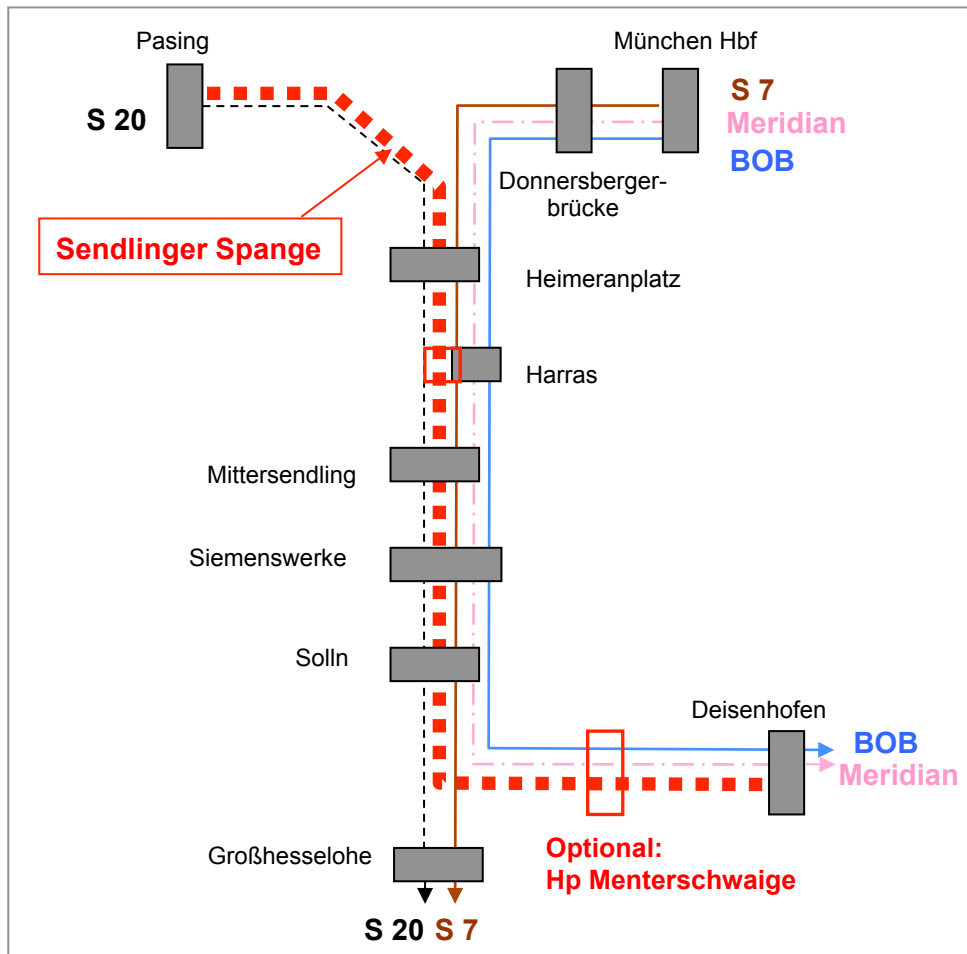 Pasing
München Hbf
S 20
S 7
Meridian
BOB
Donnersberger-
brücke
Sendlinger Spange
Heimeranplatz
Harras
Mittersendling
Siemenswerke
Solln
Deisenhofen
BOB
Meridian
Großhesselohe
Optional:
Hp Menterschwaige
S 20 S 7